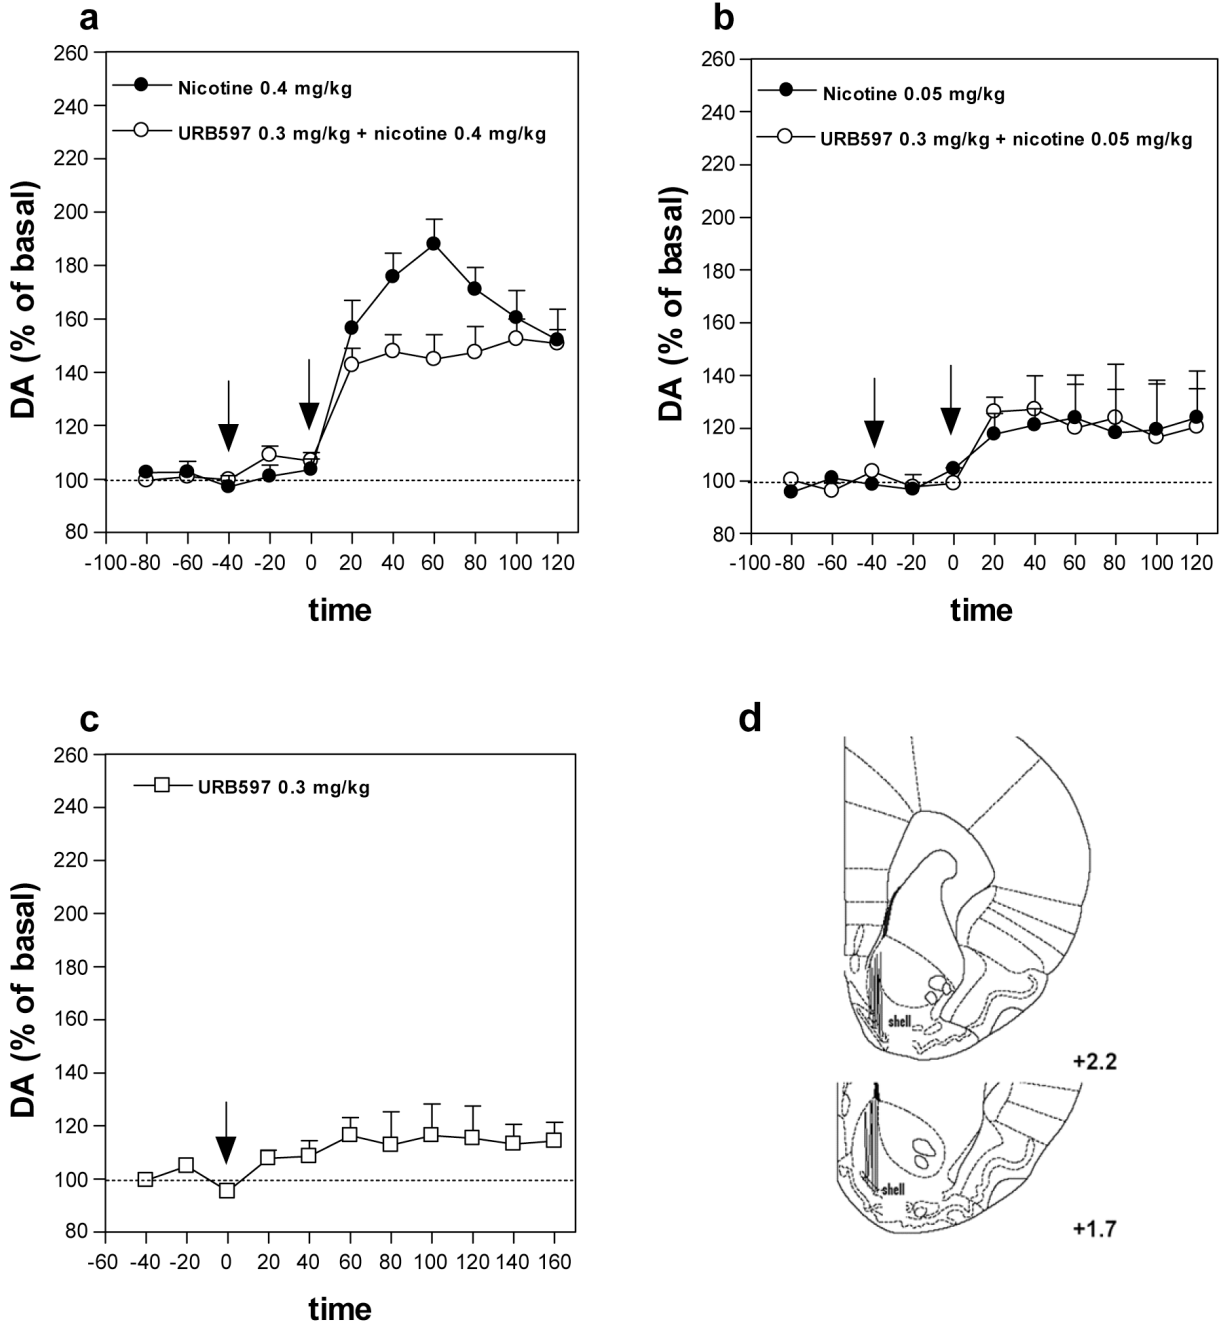 a
260
240
220
200
180
160
140
120
100
80
DA (% of basal)
Nicotine 0.4 mg/kg
URB597 0.3 mg/kg + nicotine 0.4 mg/kg
-100 -80 -60 -40 -20 0 20 40 60 80 100 120
time
b
260
240
220
200
180
160
140
120
100
80
DA (% of basal)
Nicotine 0.05 mg/kg
URB597 0.3 mg/kg + nicotine 0.05 mg/kg
-100 -80 -60 -40 -20 0 20 40 60 80 100 120
time
c
260
240
220
200
180
160
140
120
100
80
DA (% of basal)
URB597 0.3 mg/kg
-60 -40 -20 0 20 40 60 80 100 120 140 160
time
d
shell
+2.2
shell
+1.7